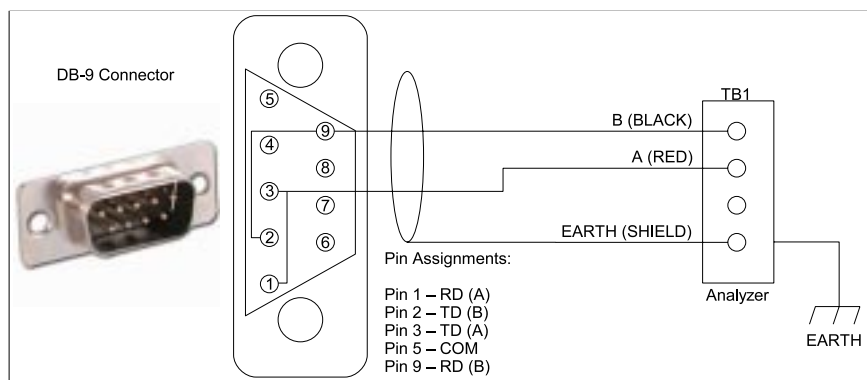 DB-9 Connector
5
9
4
8
3
7
2
6
1
TB1
B (BLACK)
A (RED)
EARTH (SHIELD)
Pin Assignments:
Pin 1 – RD (A)
Pin 2 – TD (B)
Pin 3 – TD (A)
Pin 5 – COM
Pin 9 – RD (B)
Analyzer
EARTH